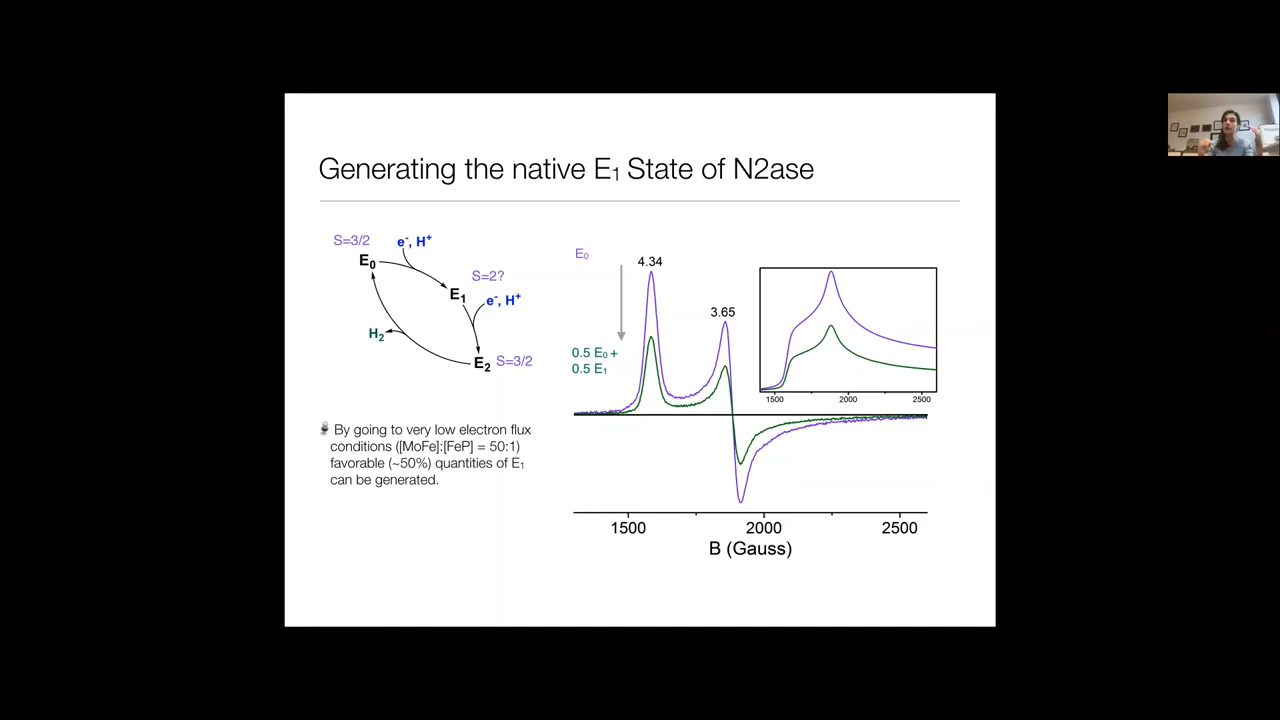 Generating the native E₁ State of N2ase
S=3/2
e⁻, H⁺
E₀
S=2?
E₁
e⁻, H⁺
H₂
E₂
S=3/2
By going to very low electron flux
conditions ([MoFe]:[FeP] = 50:1)
favorable (~50%) quantities of E₁
can be generated.
E₀
4.34
3.65
0.5 E₀ +
0.5 E₁
1500
2000
2500
1500
2000
2500
B (Gauss)